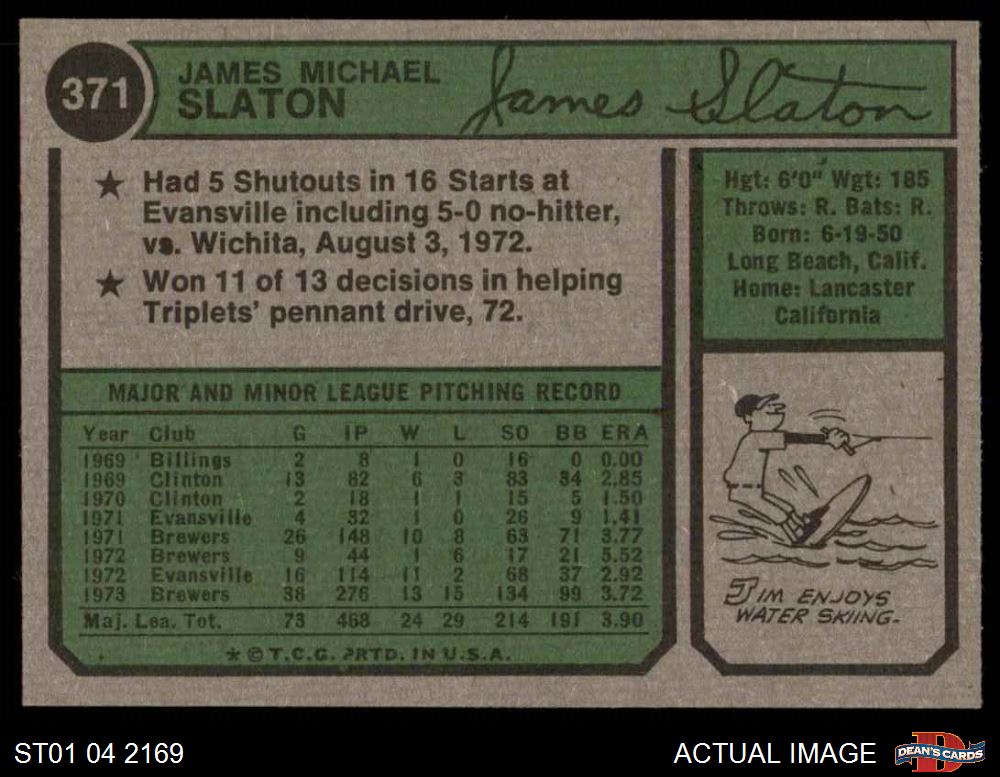 371
JAMES MICHAEL
SLATON
James Slaton
★ Had 5 Shutouts in 16 Starts at
Evansville including 5-0 no-hitter,
vs. Wichita, August 3, 1972.
★ Won 11 of 13 decisions in helping
Triplets' pennant drive, 72.
Hgt: 6'0" Wgt: 185
Throws: R. Bats: R.
Born: 6-19-50
Long Beach, Calif.
Home: Lancaster
California
MAJOR AND MINOR LEAGUE PITCHING RECORD
Year Club G IP W L SO BB ERA
1969 Billings 2 8 1 0 16 0 0.00
1969 Clinton 13 82 6 3 83 34 2.85
1970 Clinton 2 18 1 1 15 5 1.50
1971 Evansville 4 32 1 0 26 9 1.41
1971 Brewers 26 148 10 8 63 71 3.77
1972 Brewers 9 44 1 6 17 21 5.52
1972 Evansville 16 114 11 2 68 37 2.92
1973 Brewers 38 276 13 15 134 99 3.72
Maj. Lea. Tot. 73 468 24 29 214 191 3.90
★ © T.C.G. PRTD. IN U.S.A.
JIM ENJOYS
WATER SKIING.
ST01 04 2169
ACTUAL IMAGE
D
DEAN'S CARDS